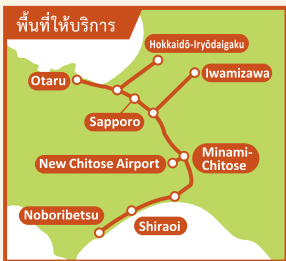 พื้นที่ให้บริการ
Hokkaidō-Iryōdaigaku
Otaru
Iwamizawa
Sapporo
New Chitose Airport
Minami-
Chitose
Noboribetsu
Shiraoi